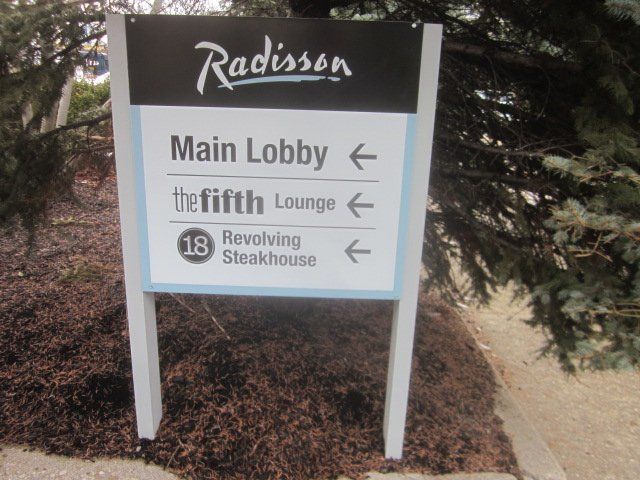 Radisson
Main Lobby ←
thefifth Lounge ←
18 Revolving ←
Steakhouse